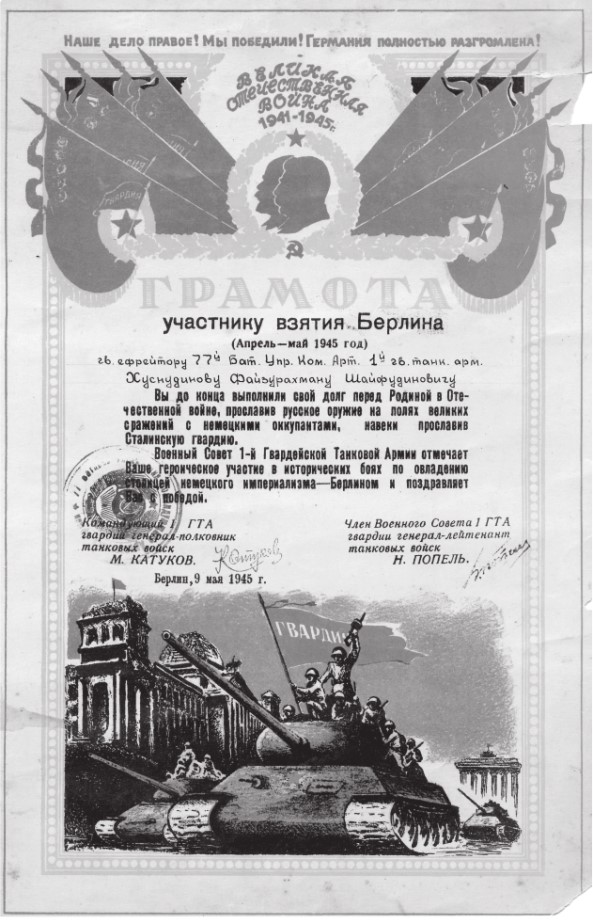 НАШЕ ДЕЛО ПРАВОЕ! МЫ ПОБЕДИЛИ! ГЕРМАНИЯ ПОЛНОСТЬЮ РАЗГРОМЛЕНА!
ВЕЛИКАЯ
ОТЕЧЕСТВЕННАЯ
ВОЙНА
1941-1945г.
ГВАРДИЯ
ГРАМОТА
участнику взятия Берлина
(Апрель—май 1945 год)
гв. ефрейтору 77й Бат. Упр. Ком. Арт. 1й гв. танк. арм.
Хуснудинову Файзурахману Шайфудиновичу
Вы до конца выполнили свой долг перед Родиной в Оте-
чественной войне, прославив русское оружие на полях великих
сражений с немецкими оккупантами, навеки прославив
Сталинскую гвардию.
Военный Совет 1-й Гвардейской Танковой Армии отмечает
Ваше героическое участие в исторических боях по овладению
столицей немецкого империализма—Берлином и поздравляет
Вас с победой.
Командующий 1 ГТА
гвардии генерал-полковник
танковых войск
М. КАТУКОВ.
Член Военного Совета 1 ГТА
гвардии генерал-лейтенант
танковых войск
Н. ПОПЕЛЬ.
Берлин, 9 мая 1945 г.
ГВАРДИЯ